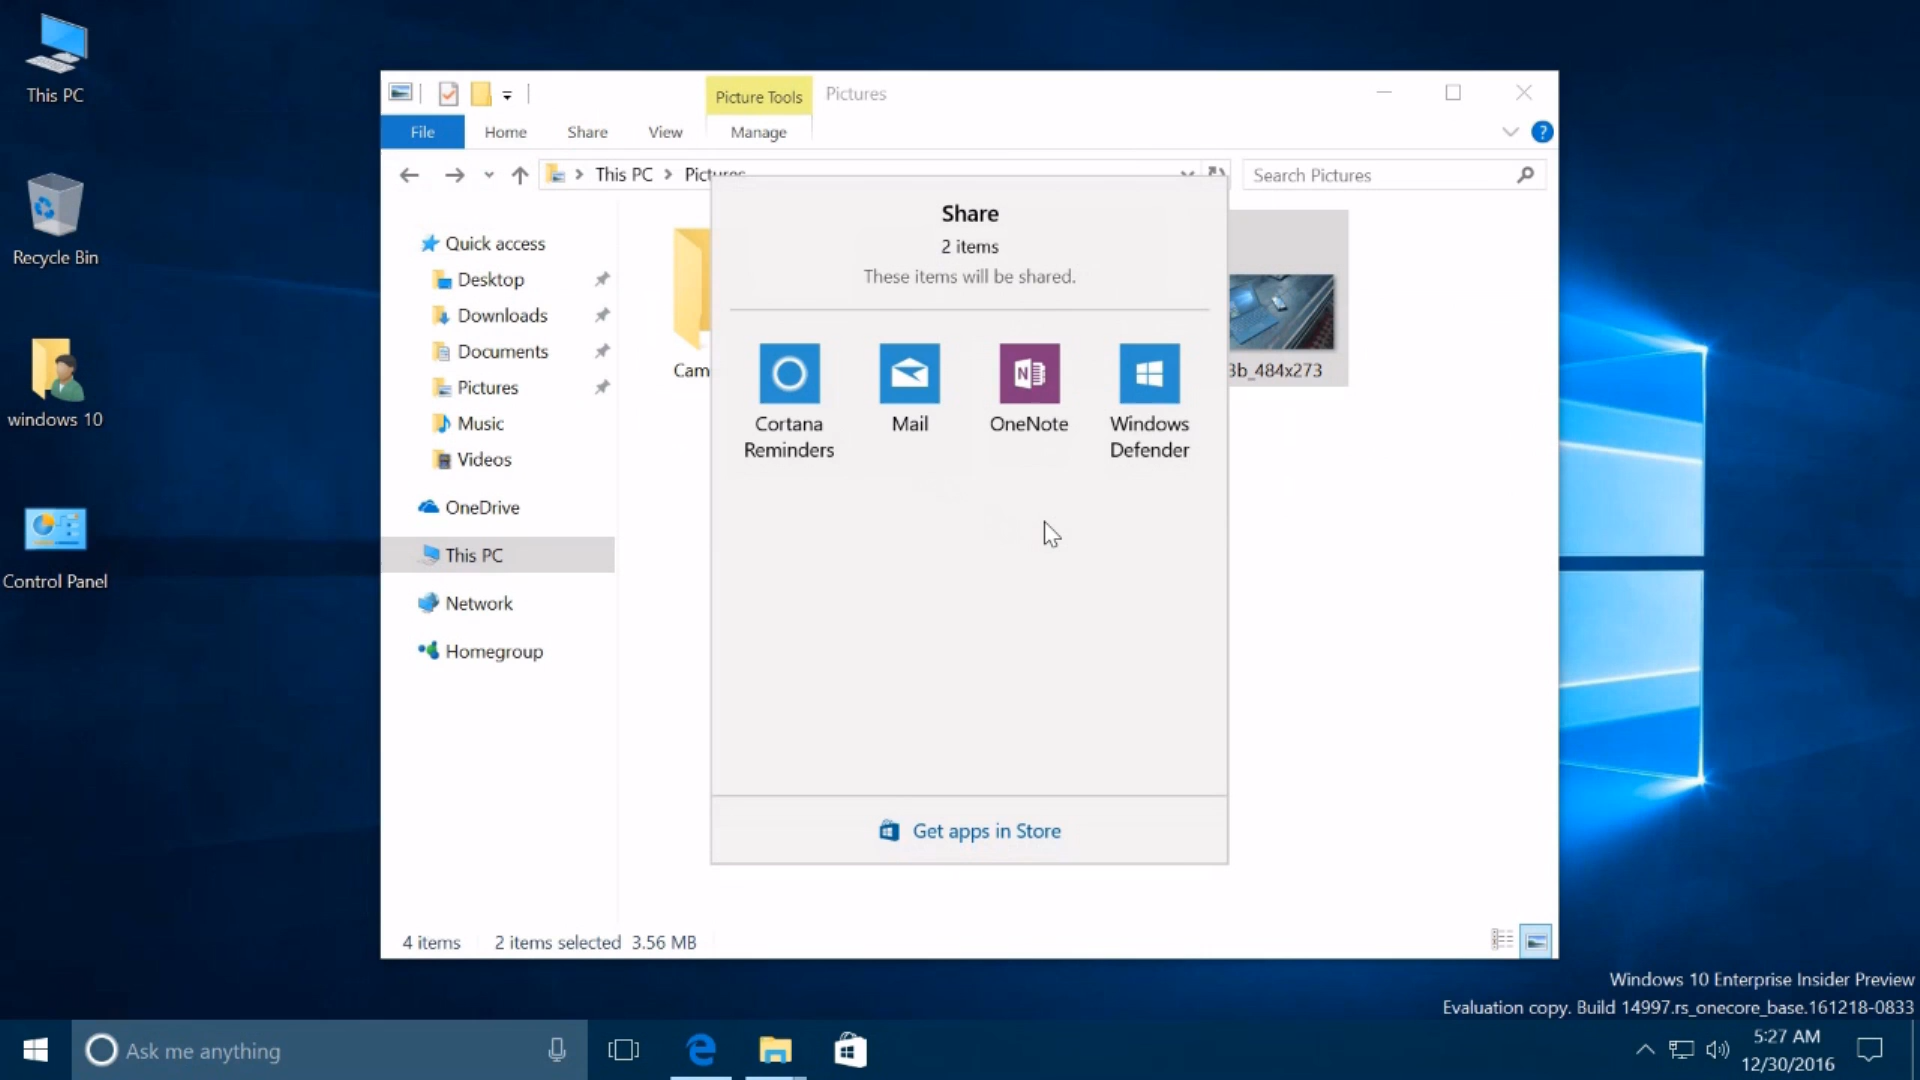 This PC
Recycle Bin
windows 10
Control Panel
Picture Tools
Pictures
File
Home
Share
View
Manage
?
This PC
Pictures
Search Pictures
Quick access
Desktop
Downloads
Documents
Pictures
Music
Videos
OneDrive
This PC
Network
Homegroup
Cam
3b_484x273
Share
2 items
These items will be shared.
Cortana
Reminders
Mail
N
OneNote
Windows
Defender
Get apps in Store
4 items
2 items selected 3.56 MB
Windows 10 Enterprise Insider Preview
Evaluation copy. Build 14997.rs_onecore_base.161218-0833
Ask me anything
5:27 AM
12/30/2016